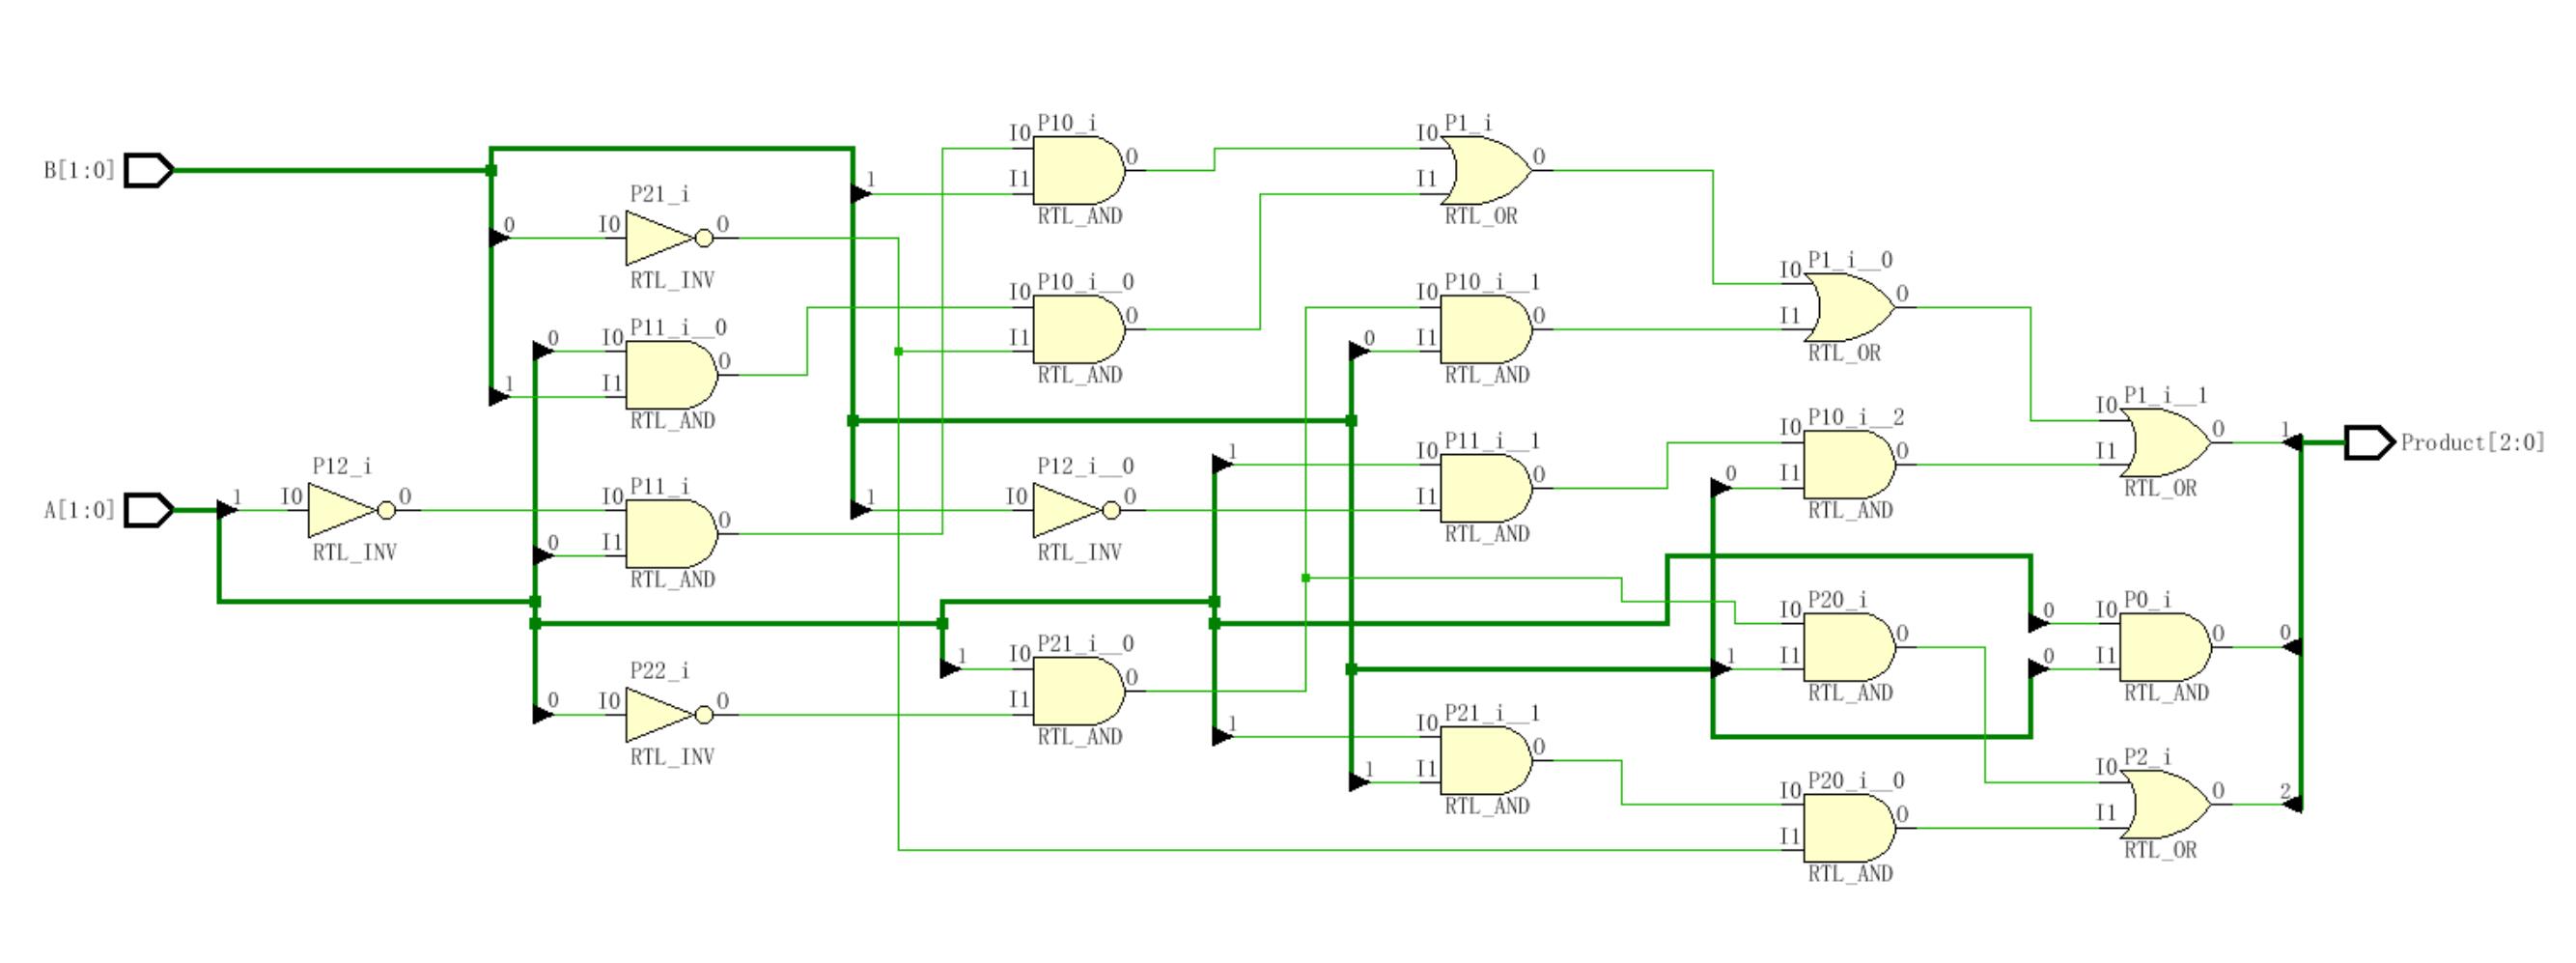 P10_i
I0
0
I1
RTL_AND
P1_i
I0
0
I1
RTL_OR
B[1:0]
1
P21_i
0
I0
0
RTL_INV
P1_i__0
I0
0
I1
RTL_OR
P10_i__0
I0
0
I1
RTL_AND
P10_i__1
I0
0
0
I1
RTL_AND
P11_i__0
0
I0
0
1
I1
RTL_AND
P1_i__1
I0
0
1
I1
RTL_OR
Product[2:0]
P10_i__2
I0
0
0
I1
RTL_AND
P11_i__1
1
I0
0
I1
RTL_AND
P12_i__0
1
I0
0
RTL_INV
A[1:0]
1
P12_i
I0
0
RTL_INV
P11_i
I0
0
0
I1
RTL_AND
P20_i
I0
0
1
I1
RTL_AND
P0_i
0
I0
0
0
0
I1
RTL_AND
P21_i__0
1
I0
0
I1
RTL_AND
P22_i
0
I0
0
RTL_INV
P21_i__1
1
I0
0
1
I1
RTL_AND
P2_i
I0
0
2
I1
RTL_OR
P20_i__0
I0
0
I1
RTL_AND